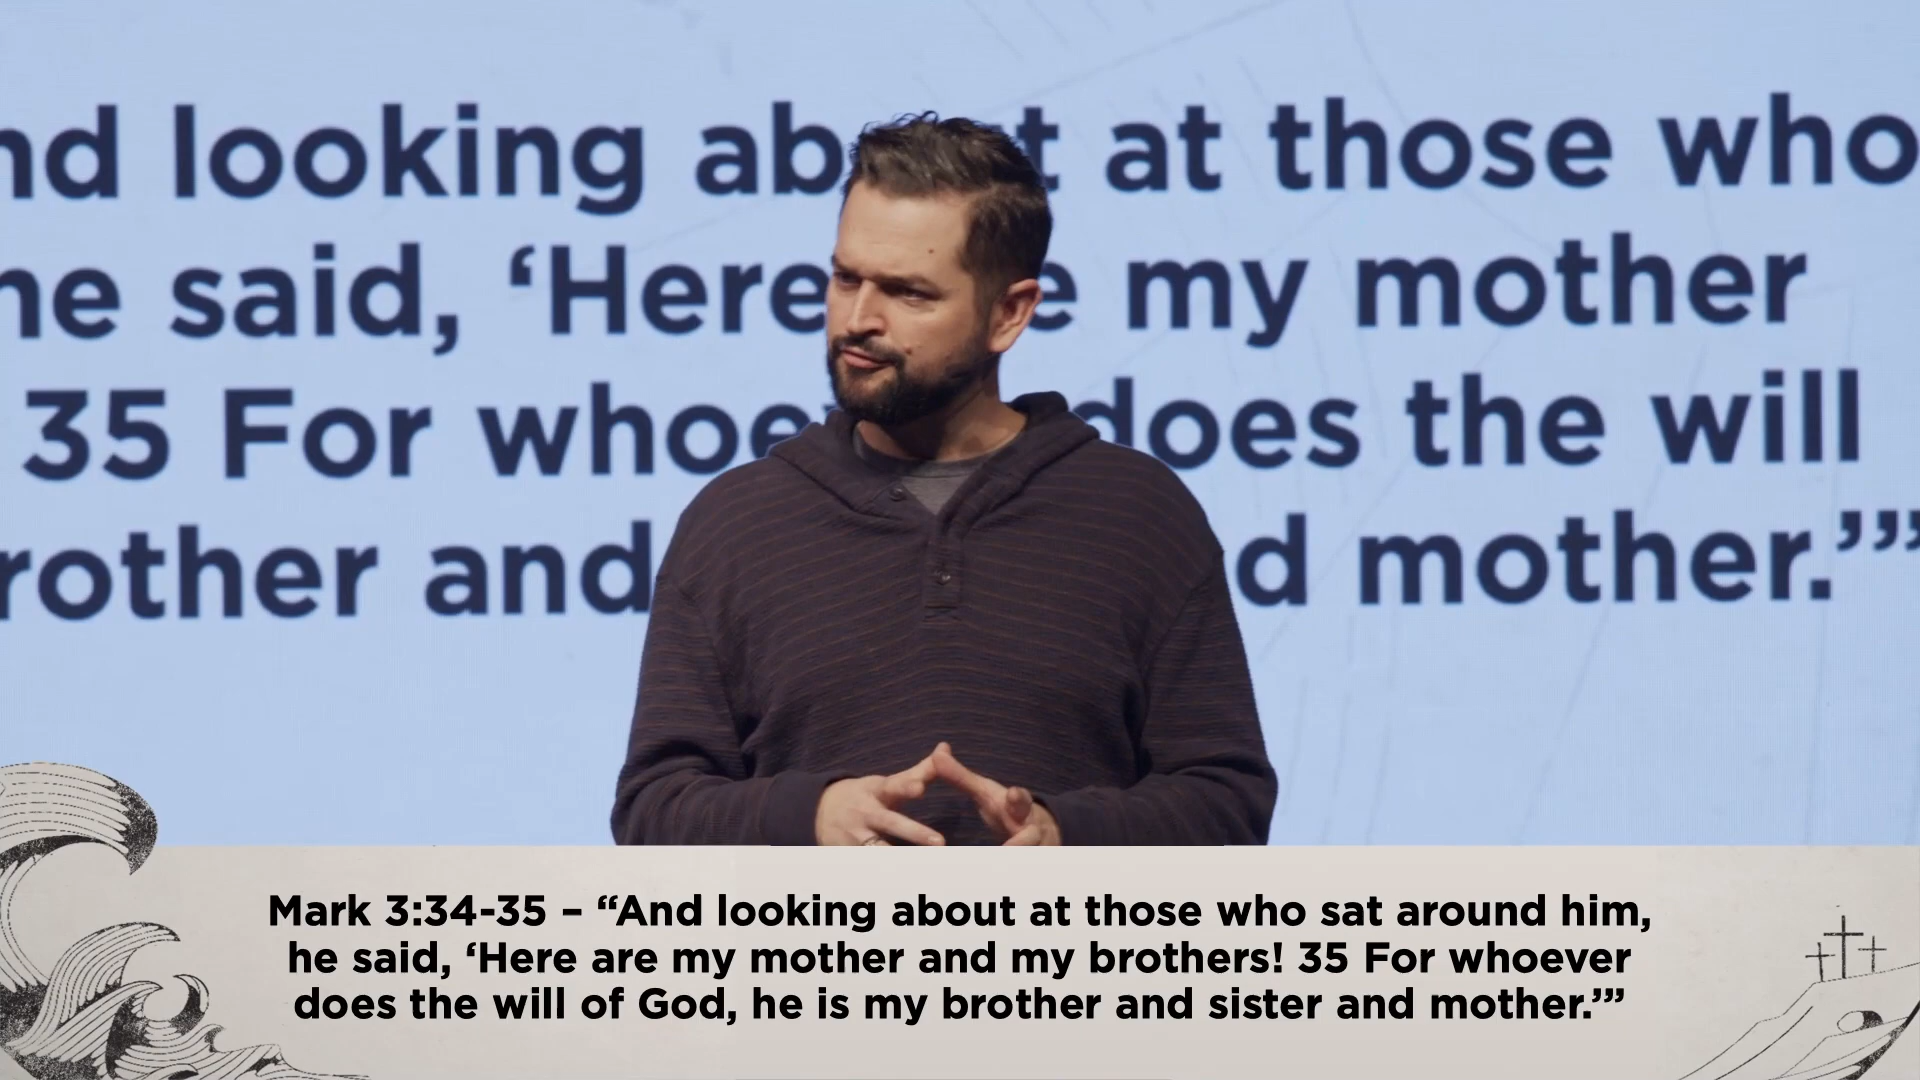 nd looking ab t at those who
he said, ‘Here e my mother
35 For whoe does the will
rother and d mother.’”
Mark 3:34-35 – “And looking about at those who sat around him,
he said, ‘Here are my mother and my brothers! 35 For whoever
does the will of God, he is my brother and sister and mother.’”